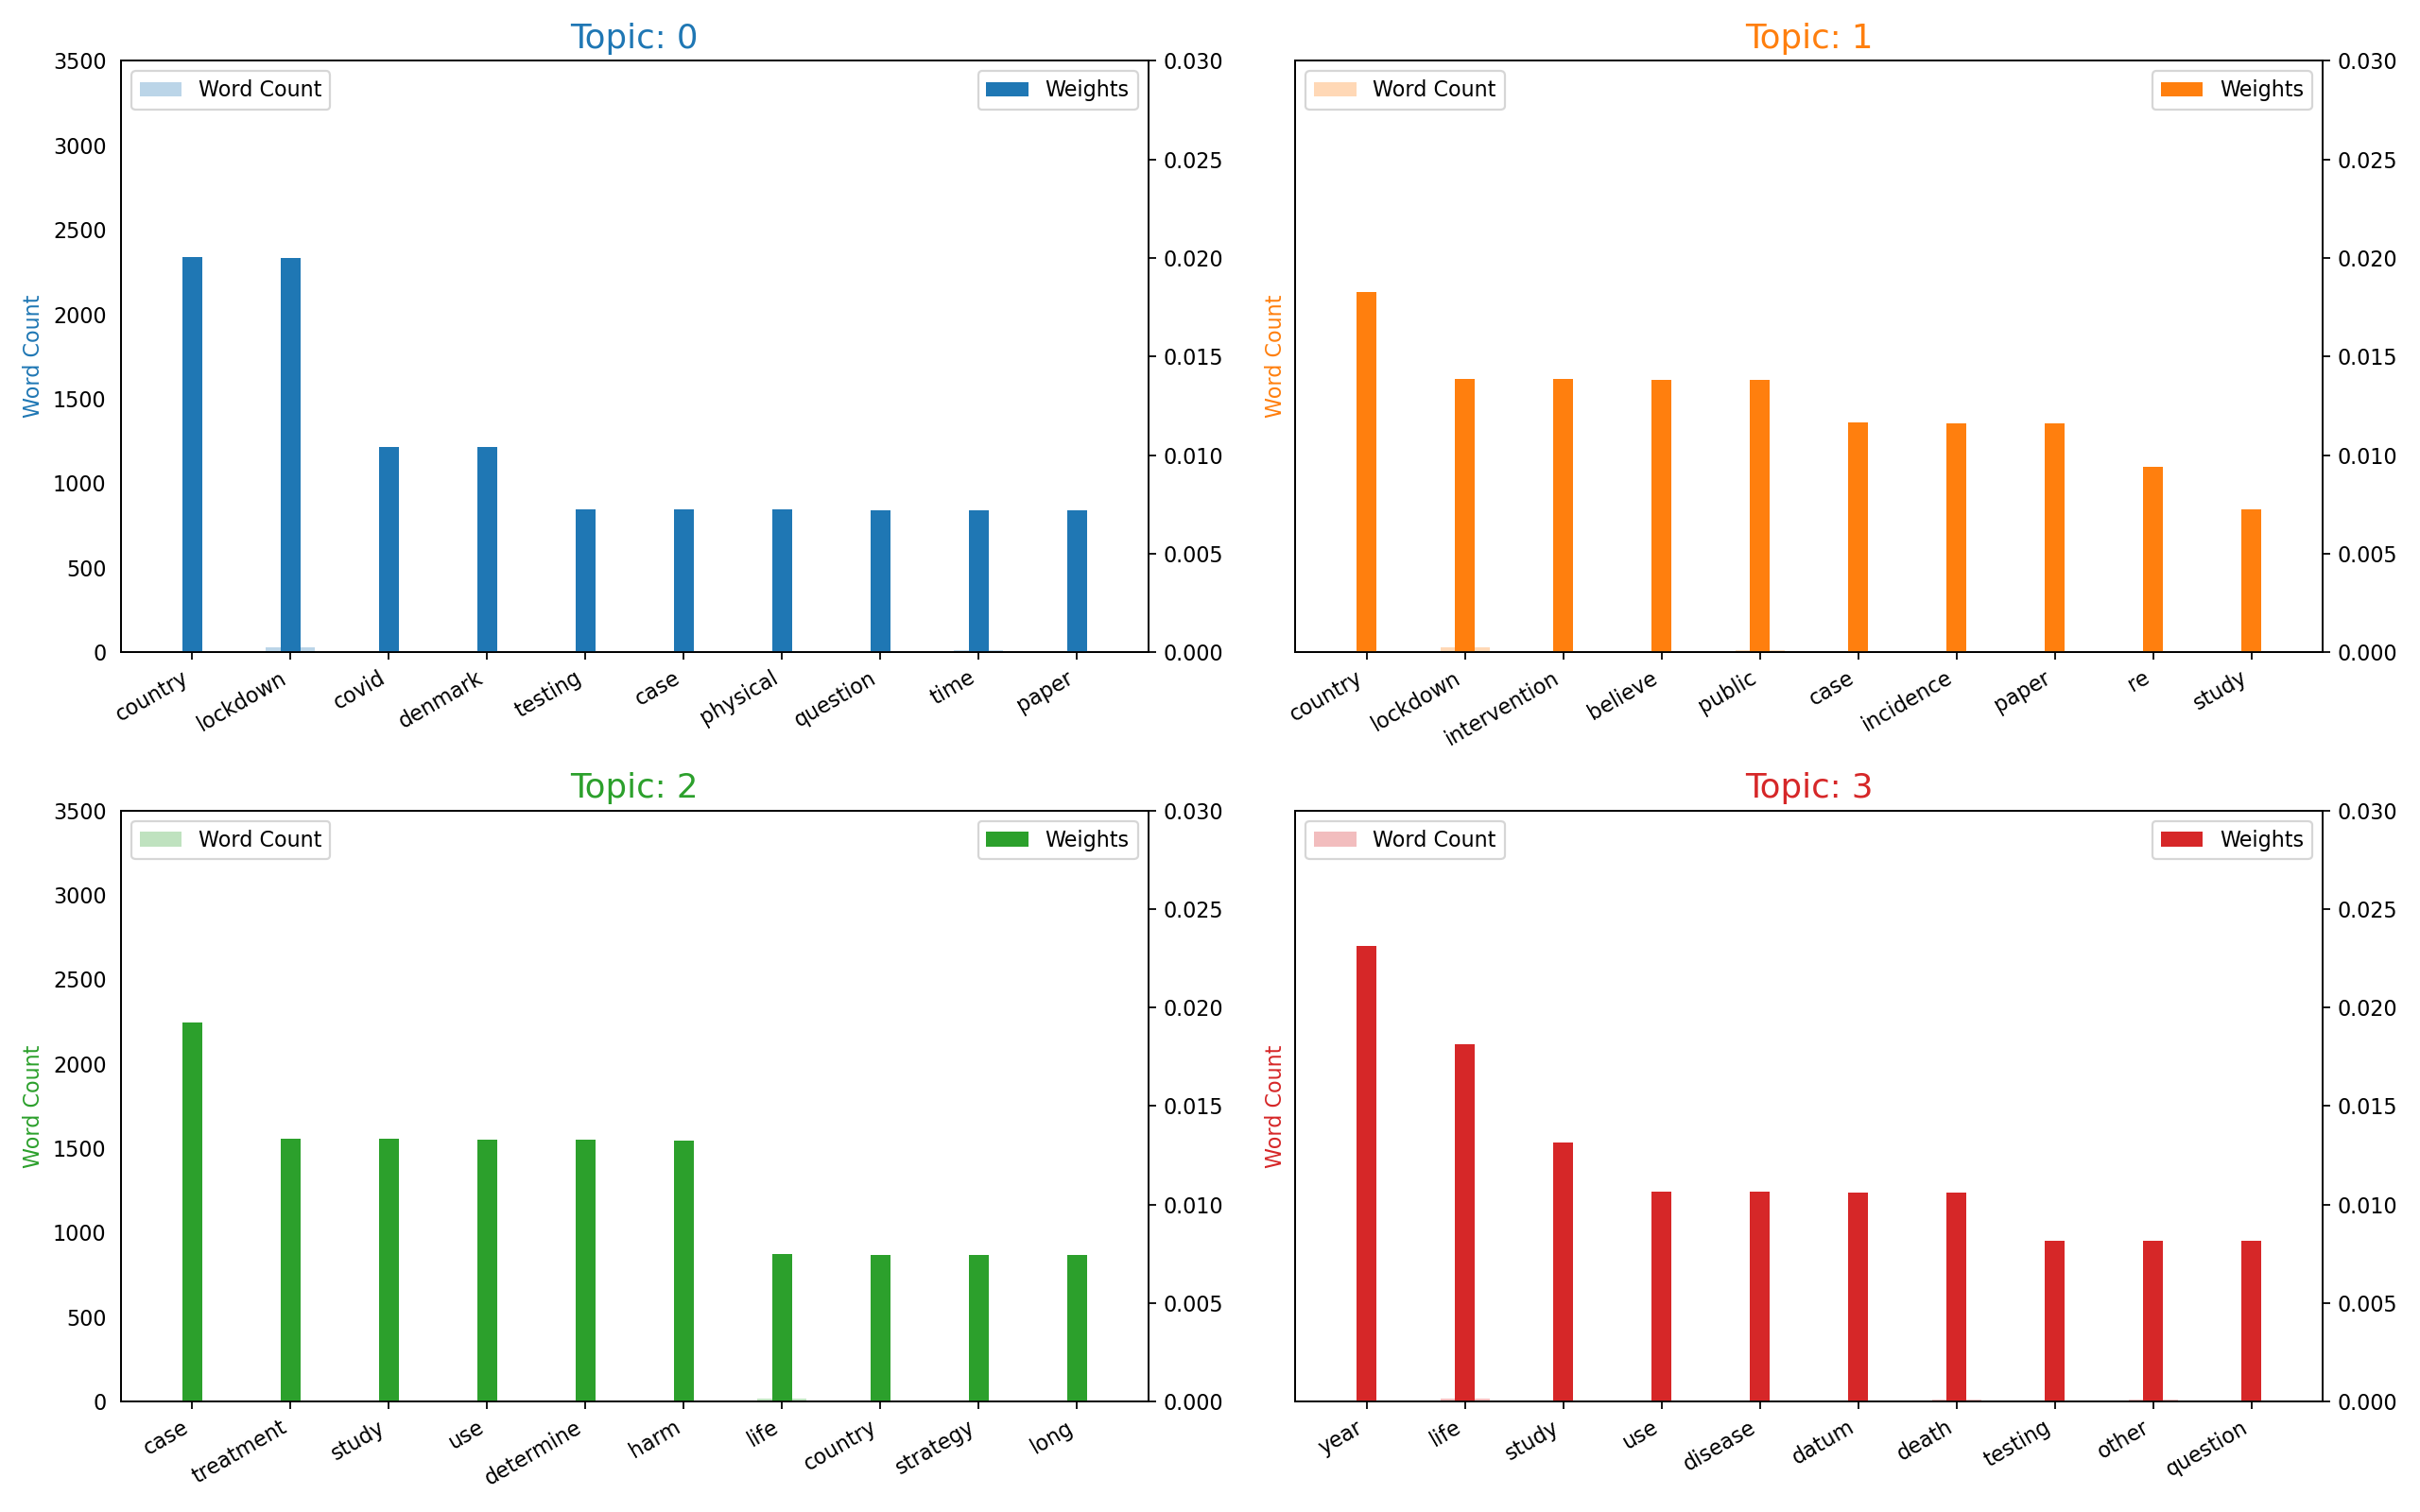 Topic: 0
Word Count
Weights
3500
3000
2500
2000
1500
1000
500
0
Word Count
0.030
0.025
0.020
0.015
0.010
0.005
0.000
country
lockdown
covid
denmark
testing
case
physical
question
time
paper
Topic: 1
Word Count
Weights
Word Count
0.030
0.025
0.020
0.015
0.010
0.005
0.000
country
lockdown
intervention
believe
public
case
incidence
paper
re
study
Topic: 2
Word Count
Weights
3500
3000
2500
2000
1500
1000
500
0
Word Count
0.030
0.025
0.020
0.015
0.010
0.005
0.000
case
treatment
study
use
determine
harm
life
country
strategy
long
Topic: 3
Word Count
Weights
Word Count
0.030
0.025
0.020
0.015
0.010
0.005
0.000
year
life
study
use
disease
datum
death
testing
other
question